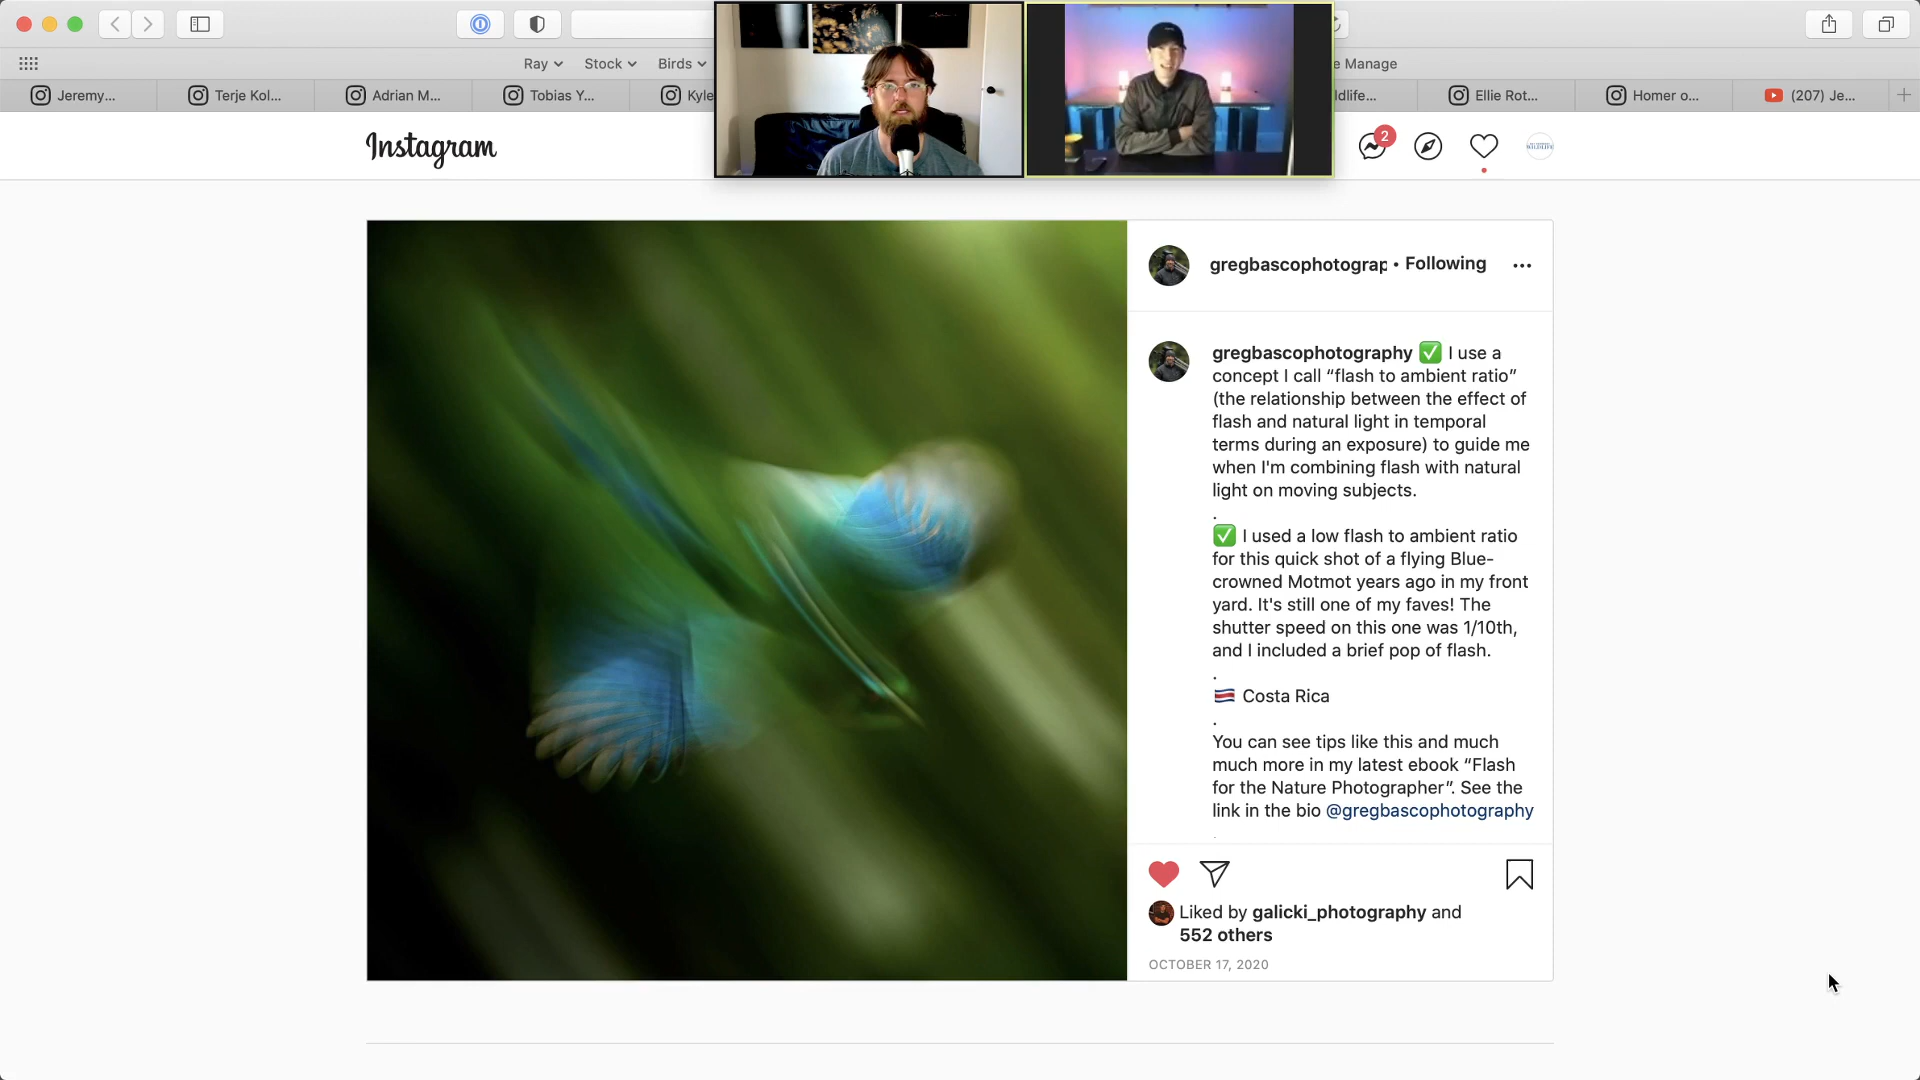 Ray
Stock
Birds
e Manage
Jeremy...
Terje Kol...
Adrian M...
Tobias Y...
Kyle
ldlife...
Ellie Rot...
Homer o...
(207) Je...
Instagram
2
gregbascophotograp • Following
gregbascophotography ✅ I use a
concept I call “flash to ambient ratio”
(the relationship between the effect of
flash and natural light in temporal
terms during an exposure) to guide me
when I'm combining flash with natural
light on moving subjects.
.
✅ I used a low flash to ambient ratio
for this quick shot of a flying Blue-
crowned Motmot years ago in my front
yard. It's still one of my faves! The
shutter speed on this one was 1/10th,
and I included a brief pop of flash.
.
🇨🇷 Costa Rica
.
You can see tips like this and much
much more in my latest ebook “Flash
for the Nature Photographer”. See the
link in the bio @gregbascophotography
Liked by galicki_photography and
552 others
OCTOBER 17, 2020